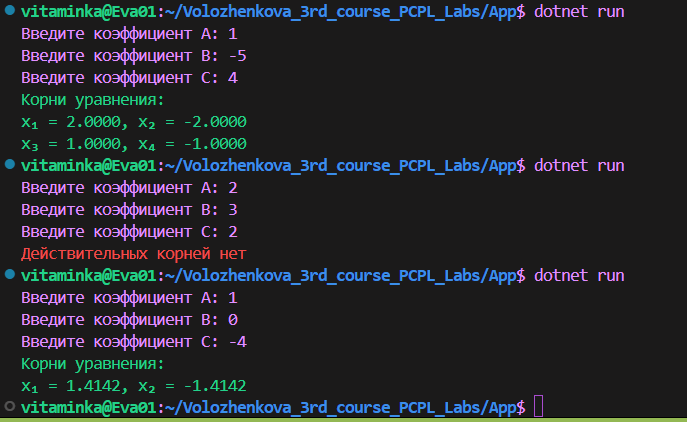 vitaminka@Eva01:~/Volozhenkova_3rd_course_PCPL_Labs/App$ dotnet run
Введите коэффициент A: 1
Введите коэффициент B: -5
Введите коэффициент C: 4
Корни уравнения:
x₁ = 2.0000, x₂ = -2.0000
x₃ = 1.0000, x₄ = -1.0000
vitaminka@Eva01:~/Volozhenkova_3rd_course_PCPL_Labs/App$ dotnet run
Введите коэффициент A: 2
Введите коэффициент B: 3
Введите коэффициент C: 2
Действительных корней нет
vitaminka@Eva01:~/Volozhenkova_3rd_course_PCPL_Labs/App$ dotnet run
Введите коэффициент A: 1
Введите коэффициент B: 0
Введите коэффициент C: -4
Корни уравнения:
x₁ = 1.4142, x₂ = -1.4142
vitaminka@Eva01:~/Volozhenkova_3rd_course_PCPL_Labs/App$